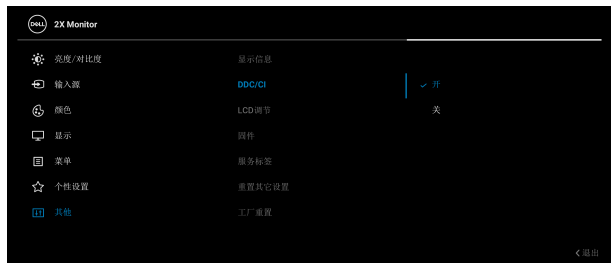 DELL 2X Monitor
亮度/对比度 显示信息
输入源 DDC/CI ✓ 开
颜色 LCD调节 关
显示 固件
菜单 服务标签
个性设置 重置其它设置
其他 工厂重置
退出